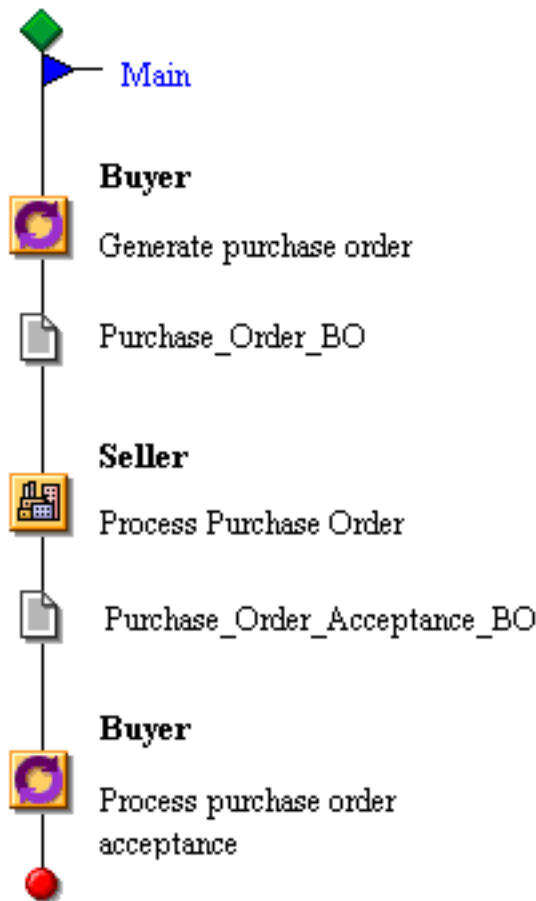 Main
Buyer
Generate purchase order
Purchase_Order_BO
Seller
Process Purchase Order
Purchase_Order_Acceptance_BO
Buyer
Process purchase order
acceptance